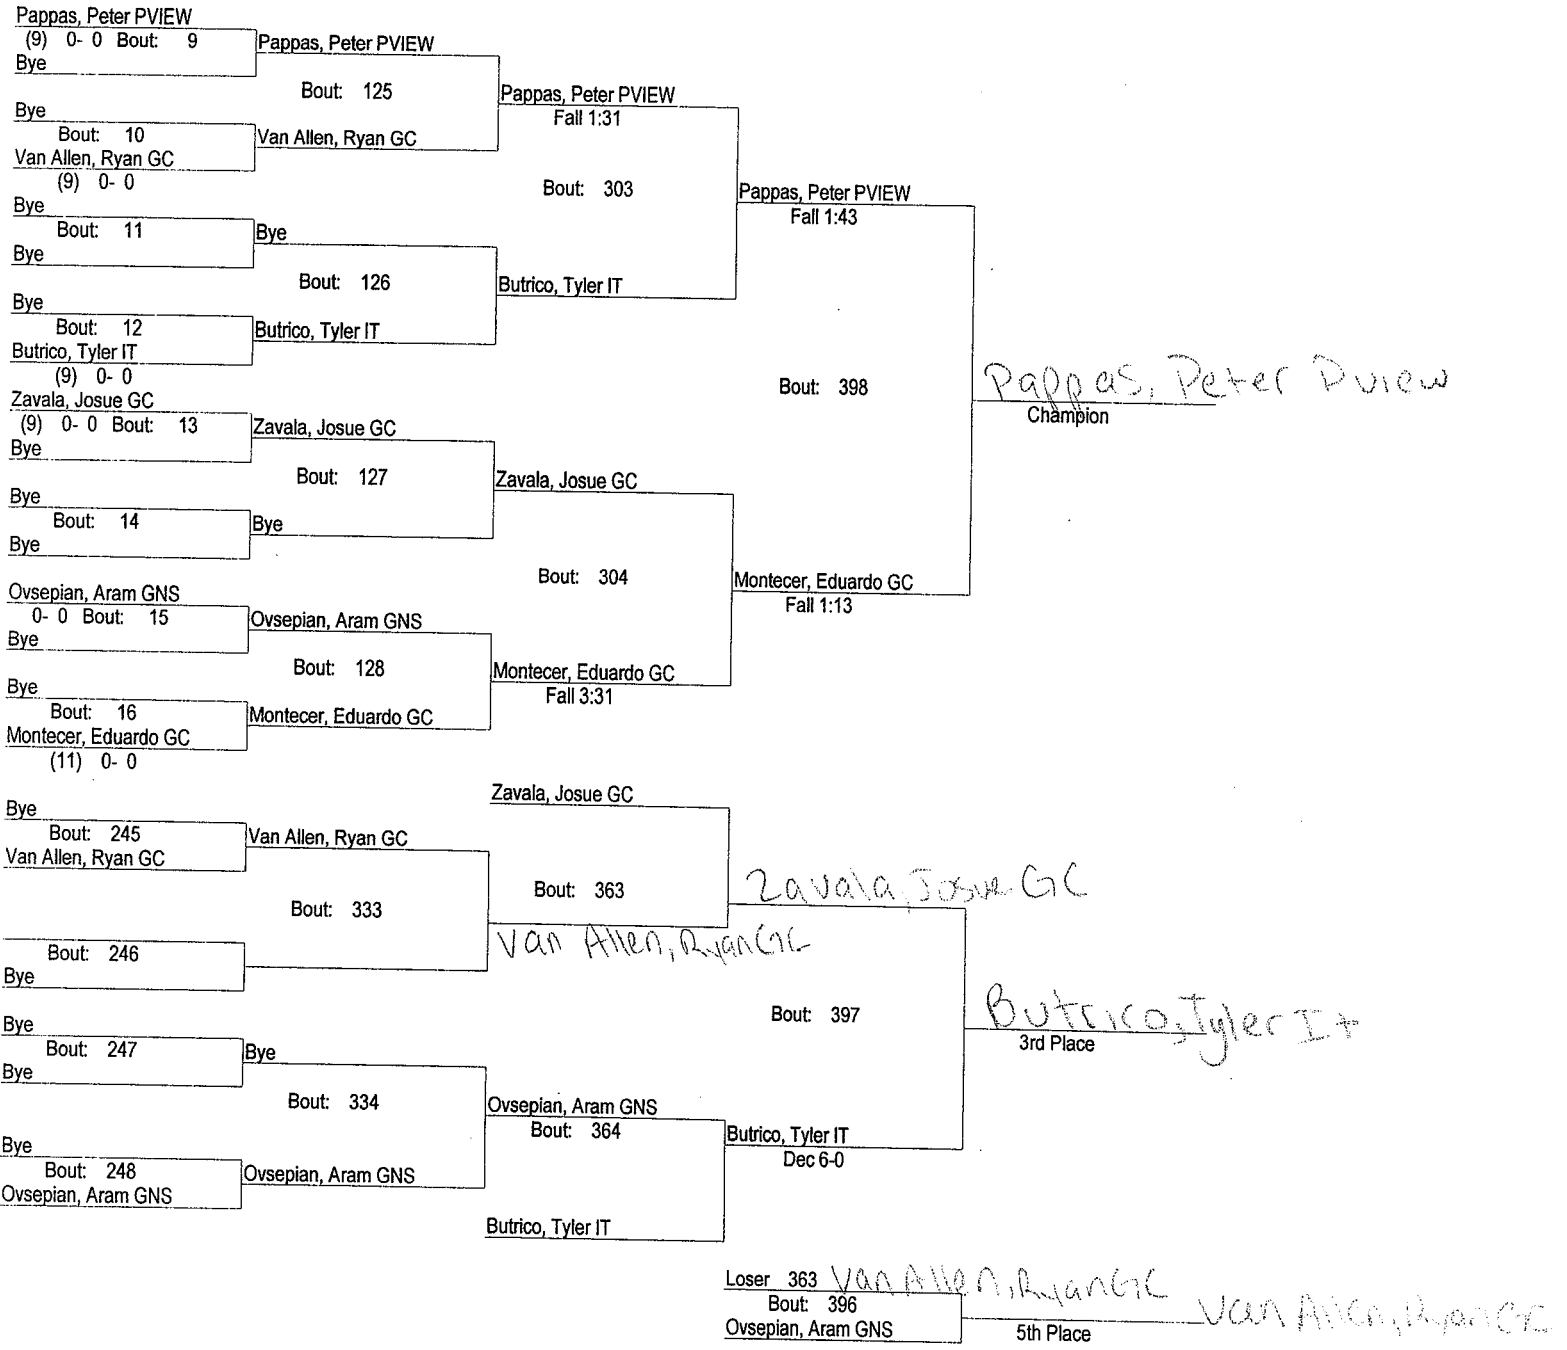 Pappas, Peter PVIEW
(9) 0- 0 Bout: 9
Bye
Bye
Bout: 10
Van Allen, Ryan GC
(9) 0- 0
Bye
Bout: 11
Bye
Bye
Bout: 12
Butrico, Tyler IT
(9) 0- 0
Zavala, Josue GC
(9) 0- 0 Bout: 13
Bye
Bye
Bout: 14
Bye
Ovsepian, Aram GNS
0- 0 Bout: 15
Bye
Bye
Bout: 16
Montecer, Eduardo GC
(11) 0- 0
Pappas, Peter PVIEW
Bout: 125
Van Allen, Ryan GC
Bye
Bout: 126
Butrico, Tyler IT
Zavala, Josue GC
Bout: 127
Bye
Ovsepian, Aram GNS
Bout: 128
Montecer, Eduardo GC
Pappas, Peter PVIEW
Fall 1:31
Bout: 303
Butrico, Tyler IT
Zavala, Josue GC
Bout: 304
Montecer, Eduardo GC
Fall 3:31
Pappas, Peter PVIEW
Fall 1:43
Bout: 398
Montecer, Eduardo GC
Fall 1:13
Pappas, Peter Pview
Champion
Bye
Bout: 245
Van Allen, Ryan GC
Bout: 246
Bye
Bye
Bout: 247
Bye
Bye
Bout: 248
Ovsepian, Aram GNS
Van Allen, Ryan GC
Bout: 333
Bye
Bout: 334
Ovsepian, Aram GNS
Zavala, Josue GC
Bout: 363
Van Allen, Ryan GC
Ovsepian, Aram GNS
Bout: 364
Butrico, Tyler IT
Zavala, Josue GC
Bout: 397
Butrico, Tyler IT
Dec 6-0
Butrico, Tyler It
3rd Place
Loser 363 Van Allen, Ryan GC
Bout: 396
Ovsepian, Aram GNS
Van Allen, Ryan GC
5th Place